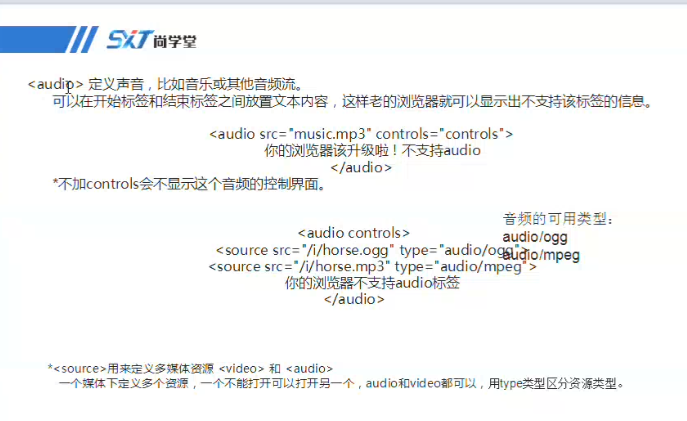 SXT 尚学堂
<audio> 定义声音，比如音乐或其他音频流。
可以在开始标签和结束标签之间放置文本内容，这样老的浏览器就可以显示出不支持该标签的信息。
<audio src="music.mp3" controls="controls">
你的浏览器该升级啦！不支持audio
</audio>
*不加controls会不显示这个音频的控制界面。
<audio controls>
<source src="/i/horse.ogg" type="audio/ogg">
<source src="/i/horse.mp3" type="audio/mpeg">
你的浏览器不支持audio标签
</audio>
音频的可用类型：
audio/ogg
audio/mpeg
*<source>用来定义多媒体资源 <video> 和 <audio>
一个媒体下定义多个资源，一个不能打开可以打开另一个，audio和video都可以，用type类型区分资源类型。